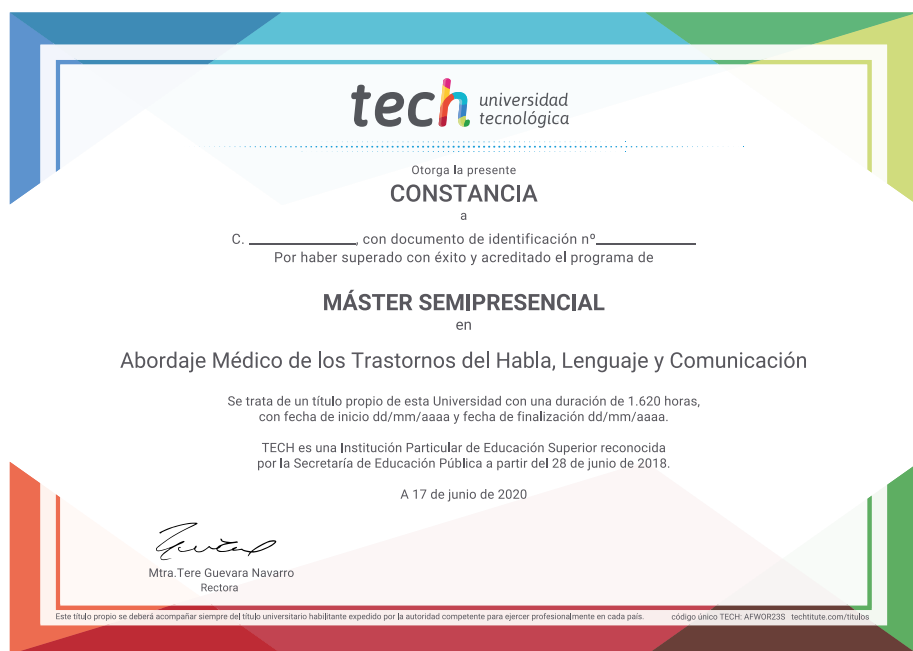 tech universidad
tecnológica
Otorga la presente
CONSTANCIA
a
C. ____________, con documento de identificación nº____________
Por haber superado con éxito y acreditado el programa de
MÁSTER SEMIPRESENCIAL
en
Abordaje Médico de los Trastornos del Habla, Lenguaje y Comunicación
Se trata de un título propio de esta Universidad con una duración de 1.620 horas,
con fecha de inicio dd/mm/aaaa y fecha de finalización dd/mm/aaaa.
TECH es una Institución Particular de Educación Superior reconocida
por la Secretaría de Educación Pública a partir del 28 de junio de 2018.
A 17 de junio de 2020
Mtra.Tere Guevara Navarro
Rectora
Este título propio se deberá acompañar siempre del título universitario habilitante expedido por la autoridad competente para ejercer profesionalmente en cada país. código único TECH: AFWOR23S techtitute.com/titulos